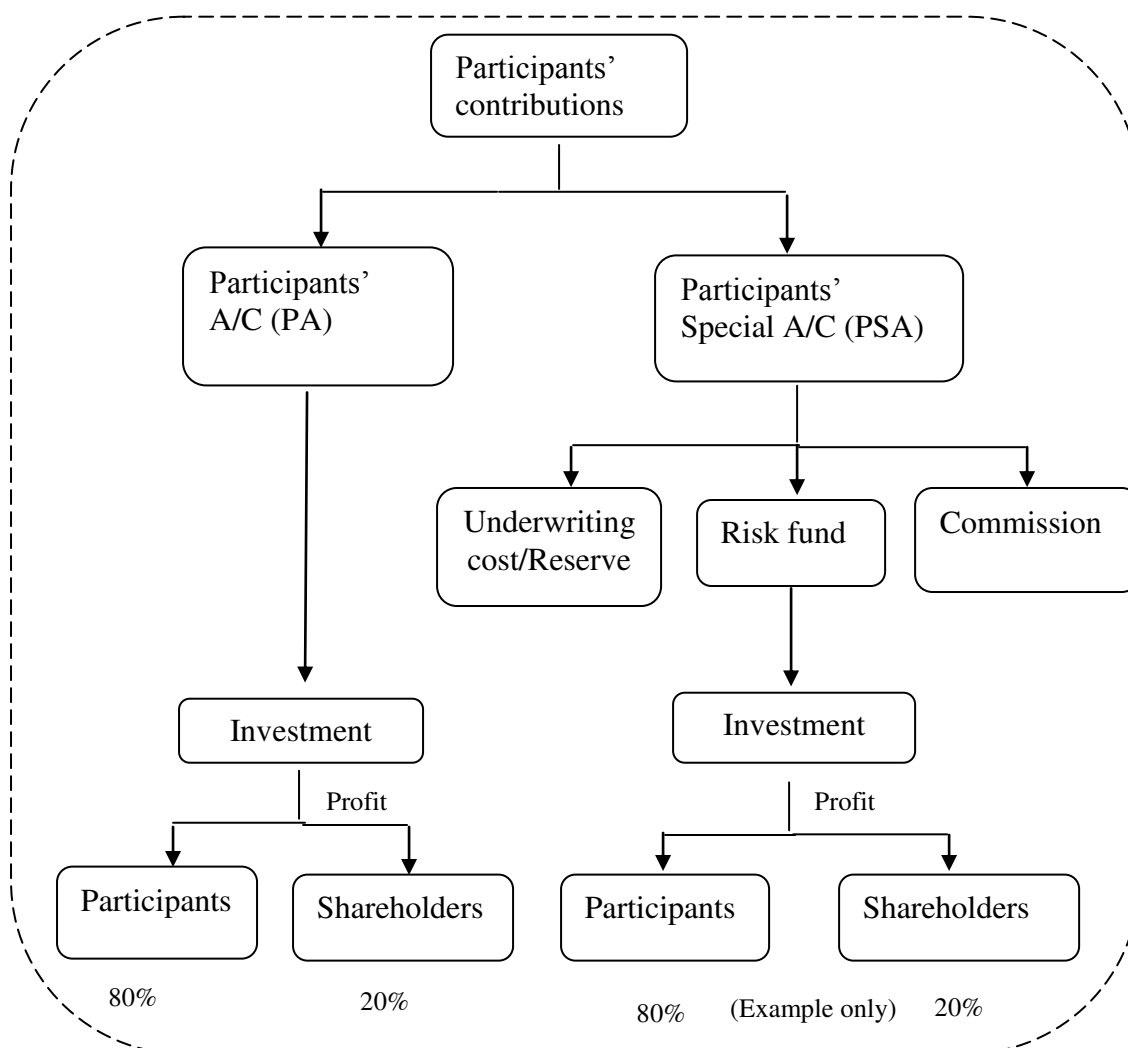 Participants’
contributions
Participants’
A/C (PA)
Participants’
Special A/C (PSA)
Underwriting
cost/Reserve
Risk fund
Commission
Investment
Investment
Profit
Profit
Participants
Shareholders
Participants
Shareholders
80%
20%
80%
(Example only)
20%